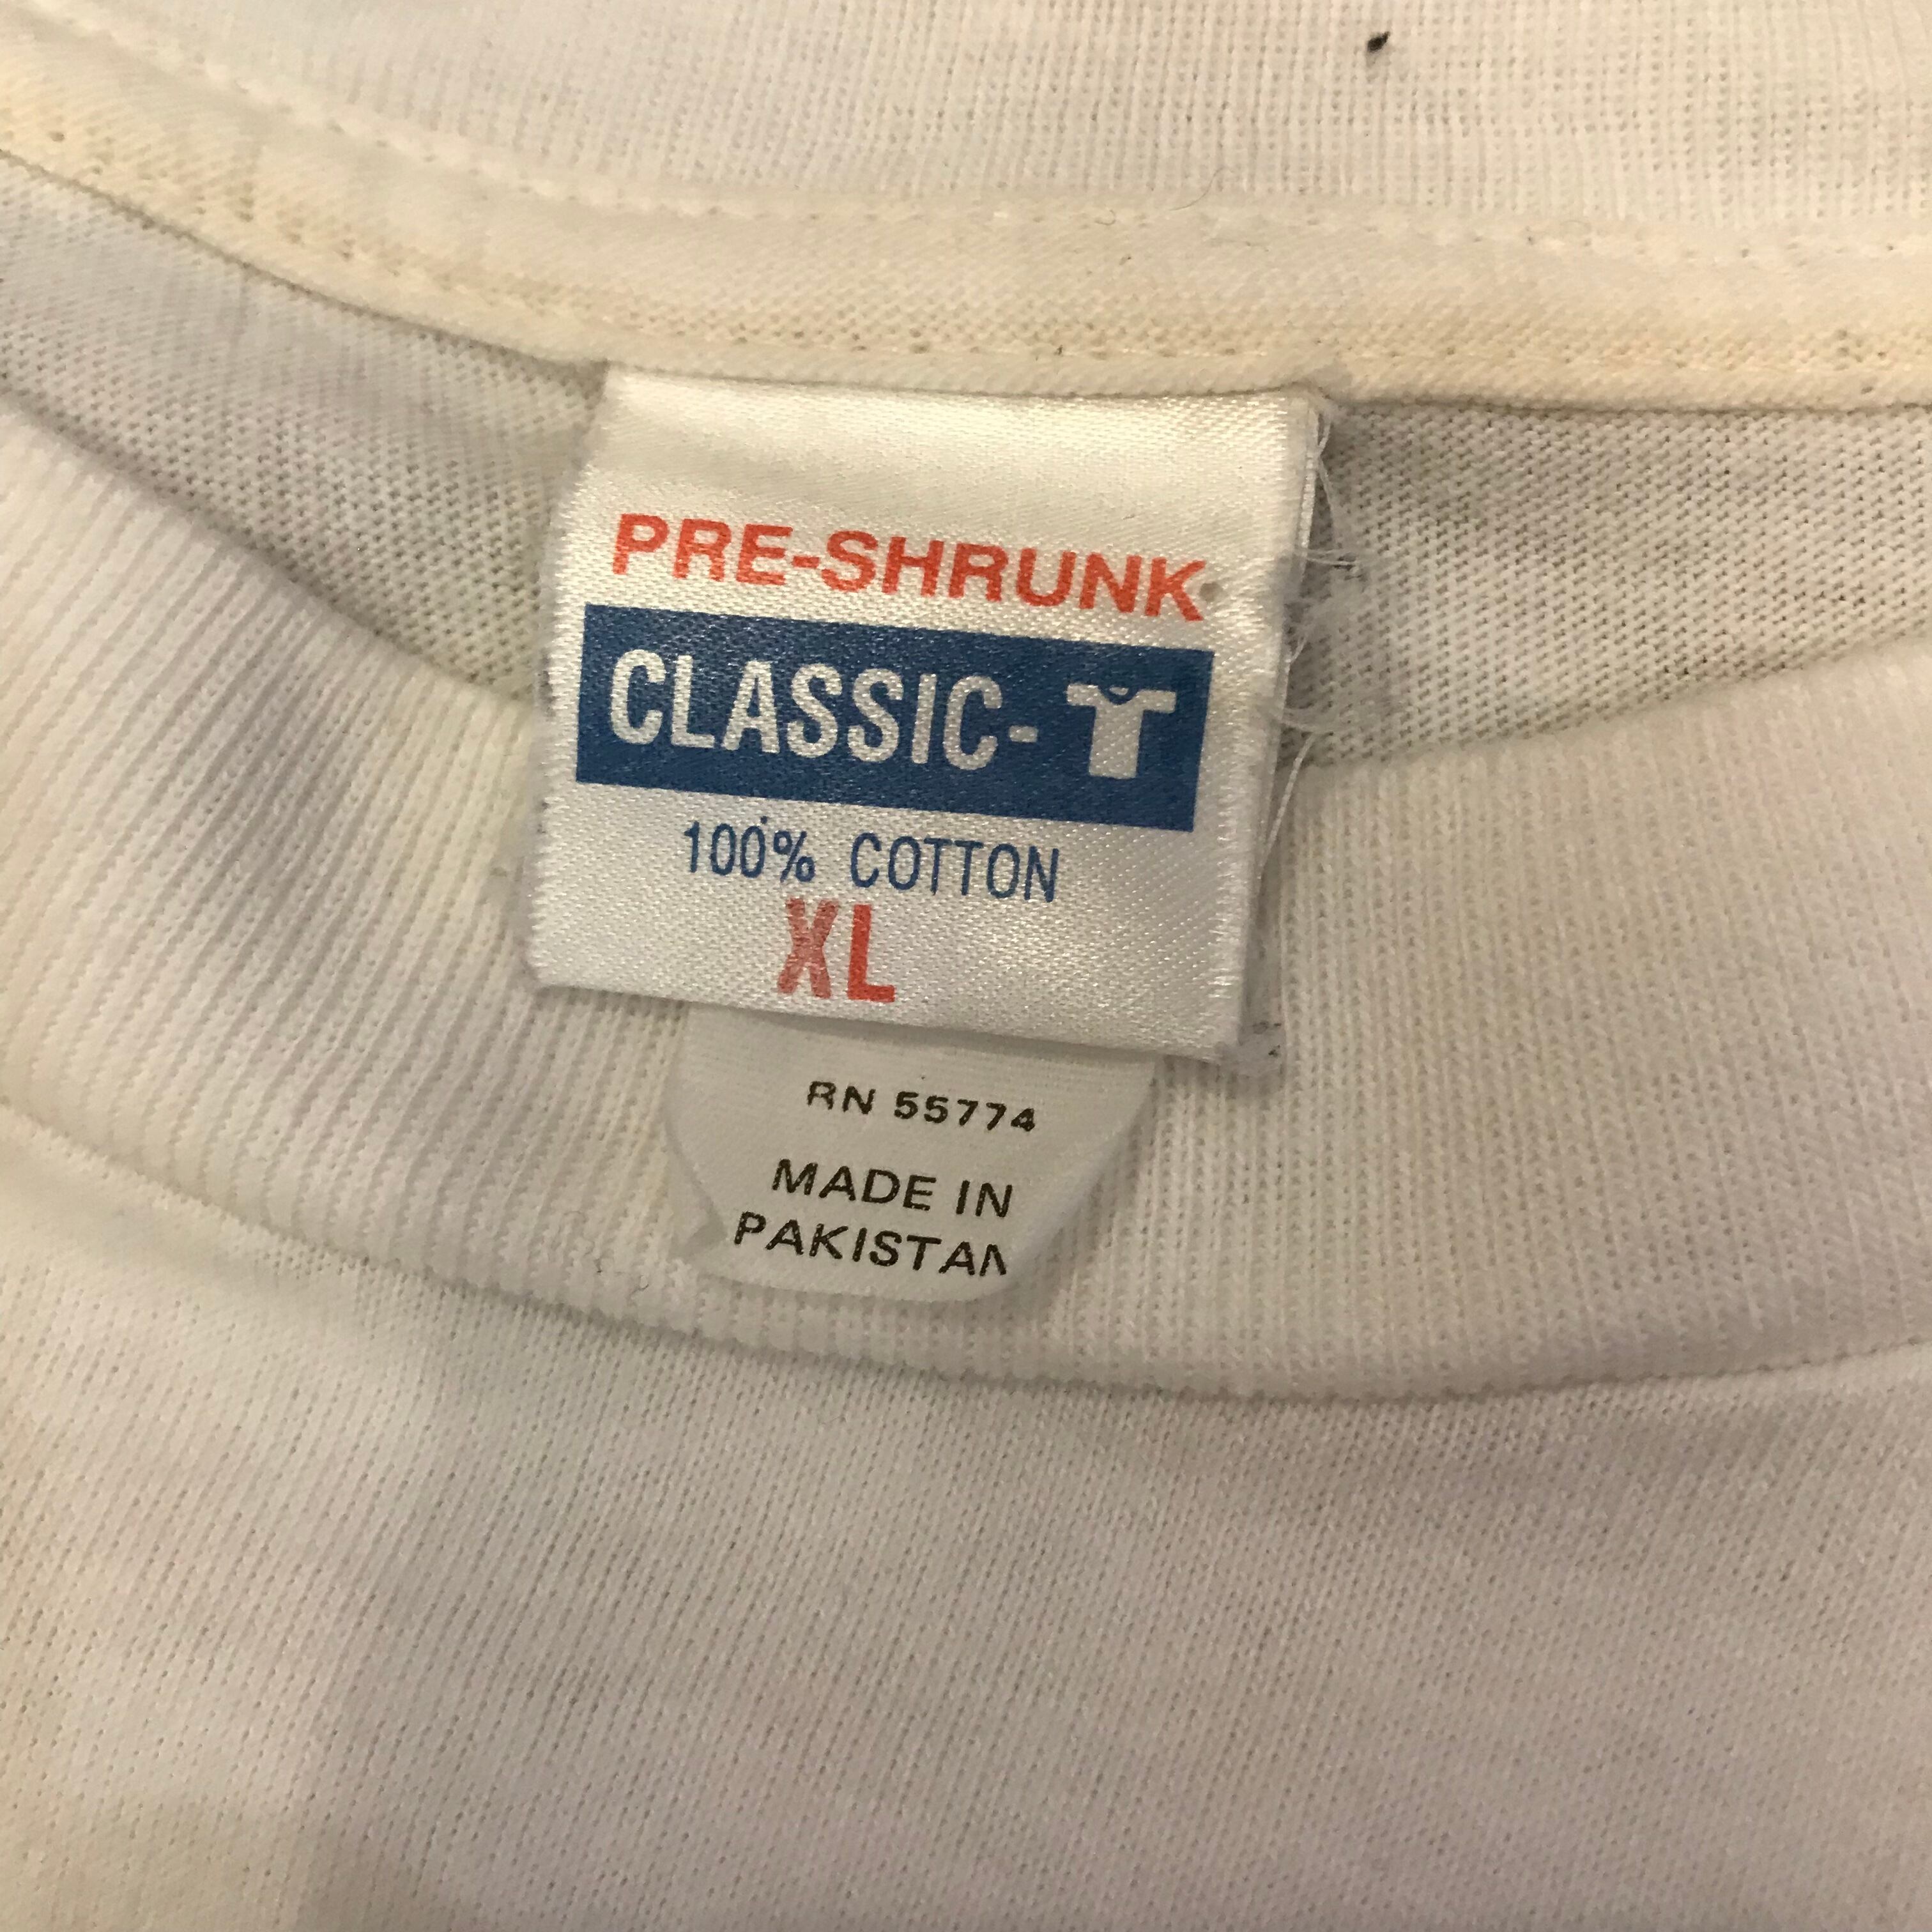 PRE-SHRUNK
CLASSIC-T
100% COTTON
XL
RN 55774
MADE IN
PAKISTAN